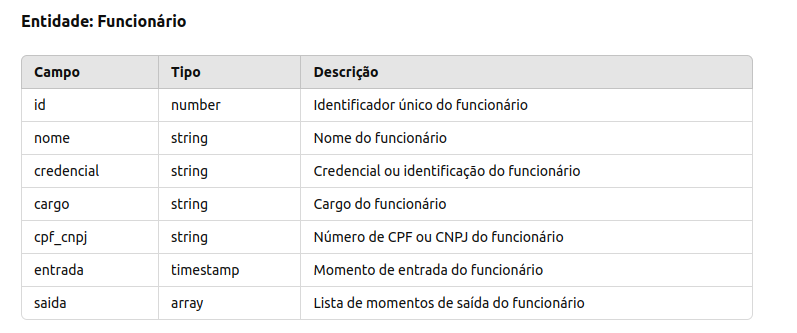 Entidade: Funcionário
Campo Tipo Descrição
id number Identificador único do funcionário
nome string Nome do funcionário
credencial string Credencial ou identificação do funcionário
cargo string Cargo do funcionário
cpf_cnpj string Número de CPF ou CNPJ do funcionário
entrada timestamp Momento de entrada do funcionário
saida array Lista de momentos de saída do funcionário